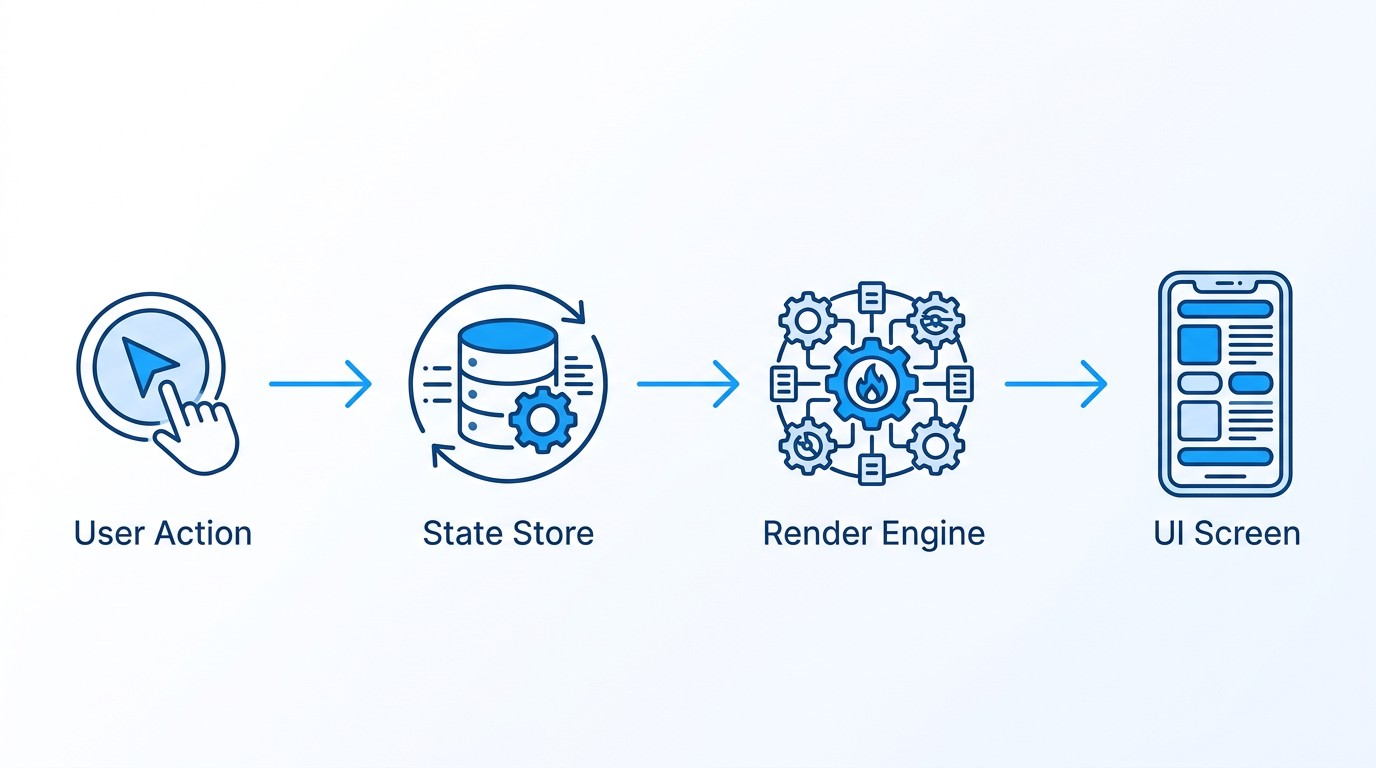 User Action
State Store
Render Engine
UI Screen